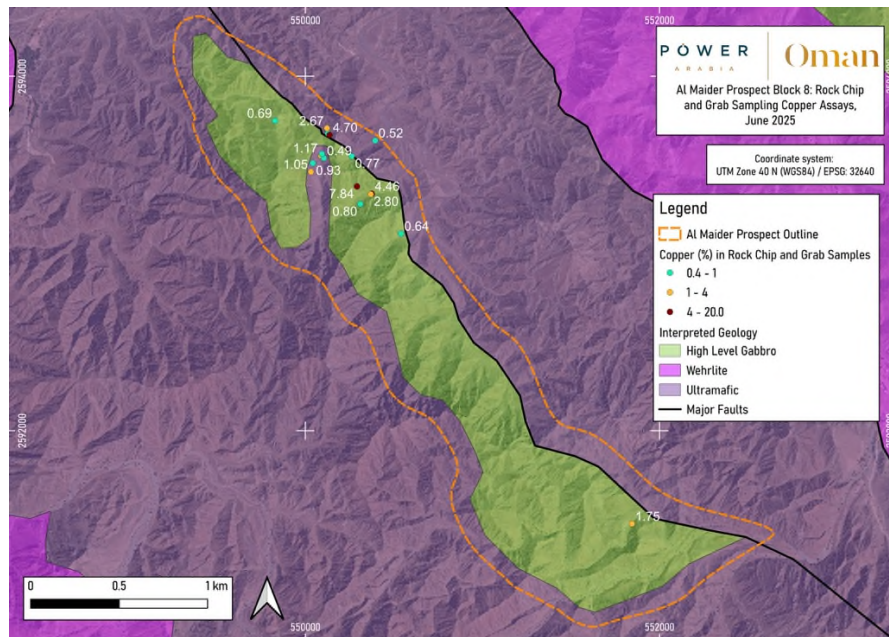 550000
552000
2594000
POWER
ARABIA
Oman
Al Maider Prospect Block 8: Rock Chip
and Grab Sampling Copper Assays,
June 2025
Coordinate system:
UTM Zone 40 N (WGS84) / EPSG: 32640
Legend
Al Maider Prospect Outline
Copper (%) in Rock Chip and Grab Samples
0.4 - 1
1 - 4
4 - 20.0
Interpreted Geology
High Level Gabbro
Wehrlite
Ultramafic
Major Faults
0.69
2.67
4.70
0.52
1.17
0.49
0.77
1.05
0.93
7.84
4.46
2.80
0.80
0.64
2592000
1.75
0
0.5
1 km
550000
552000